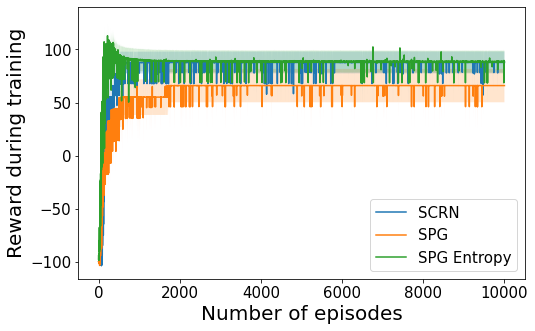 Reward during training
100
50
0
−50
−100
0
2000
4000
6000
8000
10000
Number of episodes
SCRN
SPG
SPG Entropy